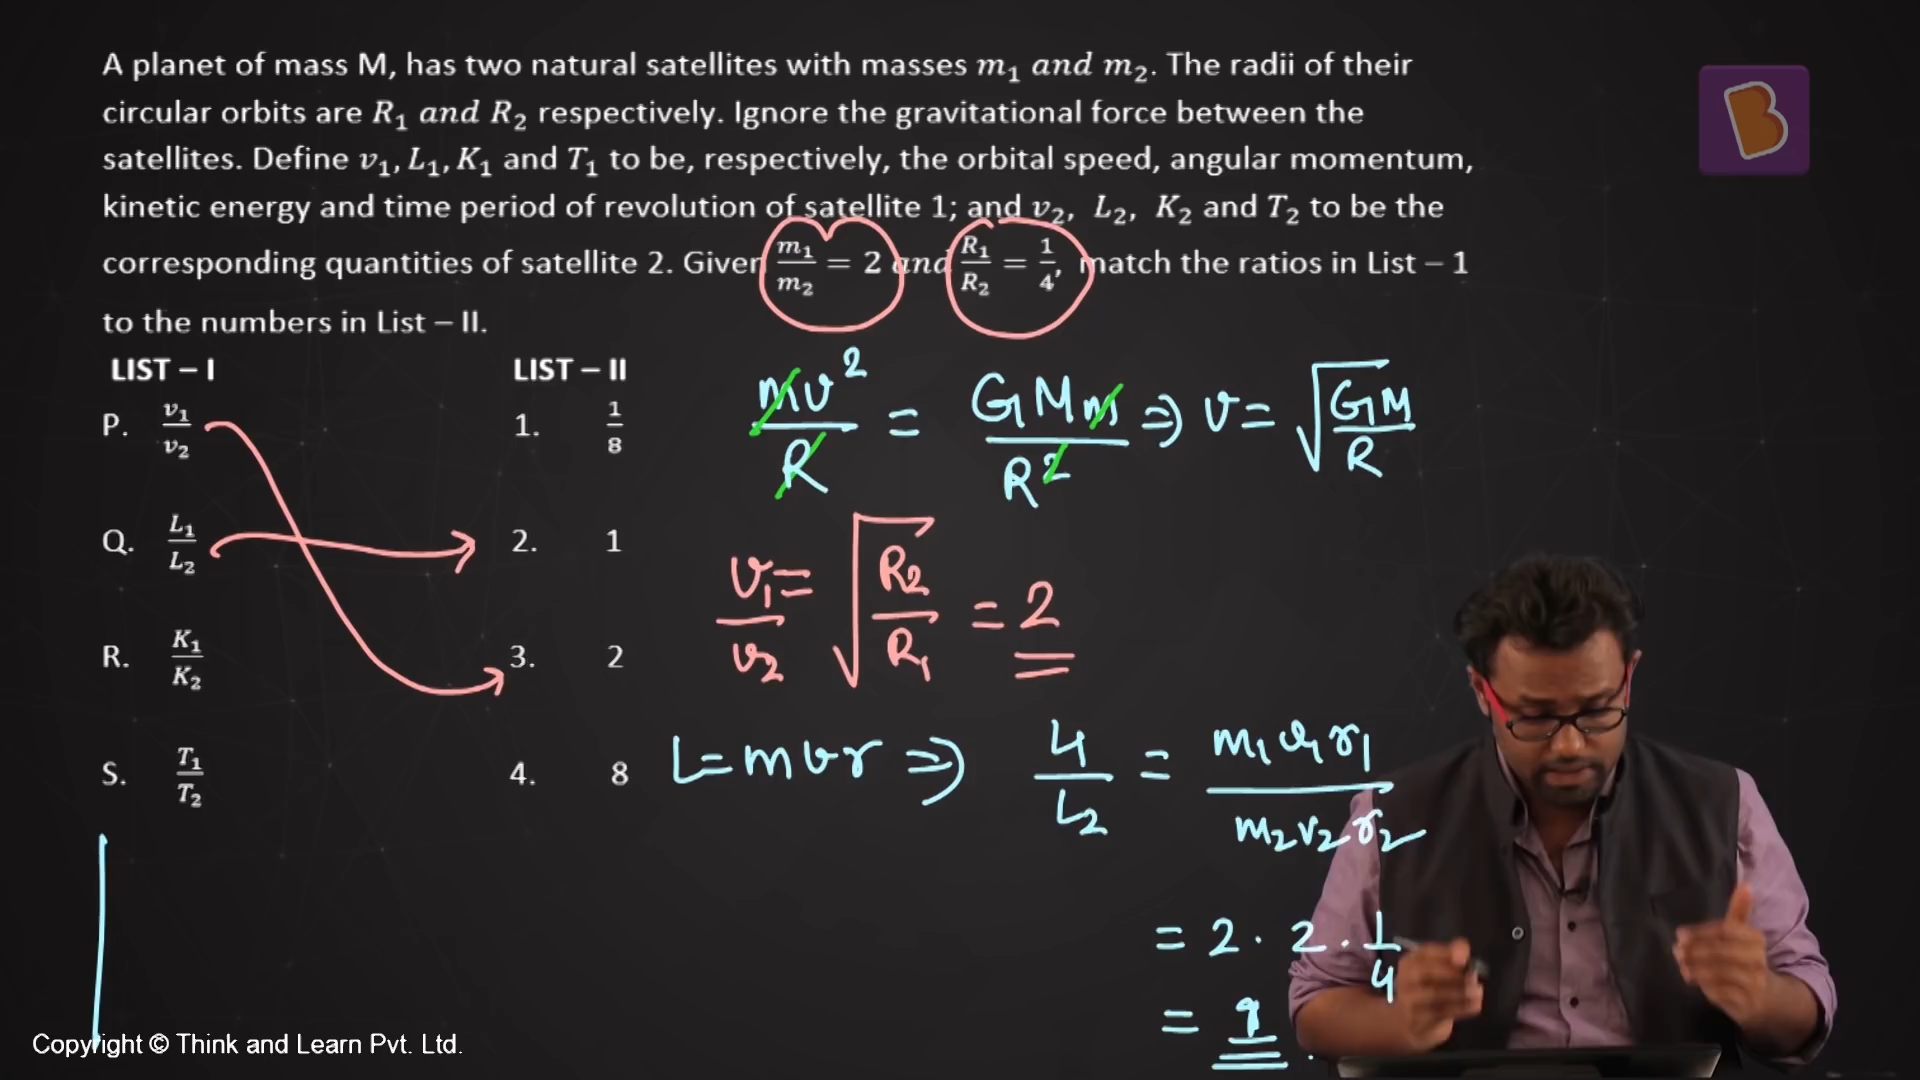 A planet of mass M, has two natural satellites with masses m₁ and m₂. The radii of their
circular orbits are R₁ and R₂ respectively. Ignore the gravitational force between the
satellites. Define v₁, L₁, K₁ and T₁ to be, respectively, the orbital speed, angular momentum,
kinetic energy and time period of revolution of satellite 1; and v₂, L₂, K₂ and T₂ to be the
corresponding quantities of satellite 2. Given m₁/m₂ = 2 and R₁/R₂ = 1/4, match the ratios in List – 1
to the numbers in List – II.
LIST – I LIST – II
P. v₁/v₂ 1. 1/8
Q. L₁/L₂ 2. 1
R. K₁/K₂ 3. 2
S. T₁/T₂ 4. 8
mv²/R = GMm/R² ⇒ v = √(GM/R)
v₁/v₂ = √(R₂/R₁) = 2
L = mvr ⇒ L₁/L₂ = m₁v₁r₁/m₂v₂r₂
= 2 · 2 · 1/4
= 1
B
Copyright © Think and Learn Pvt. Ltd.